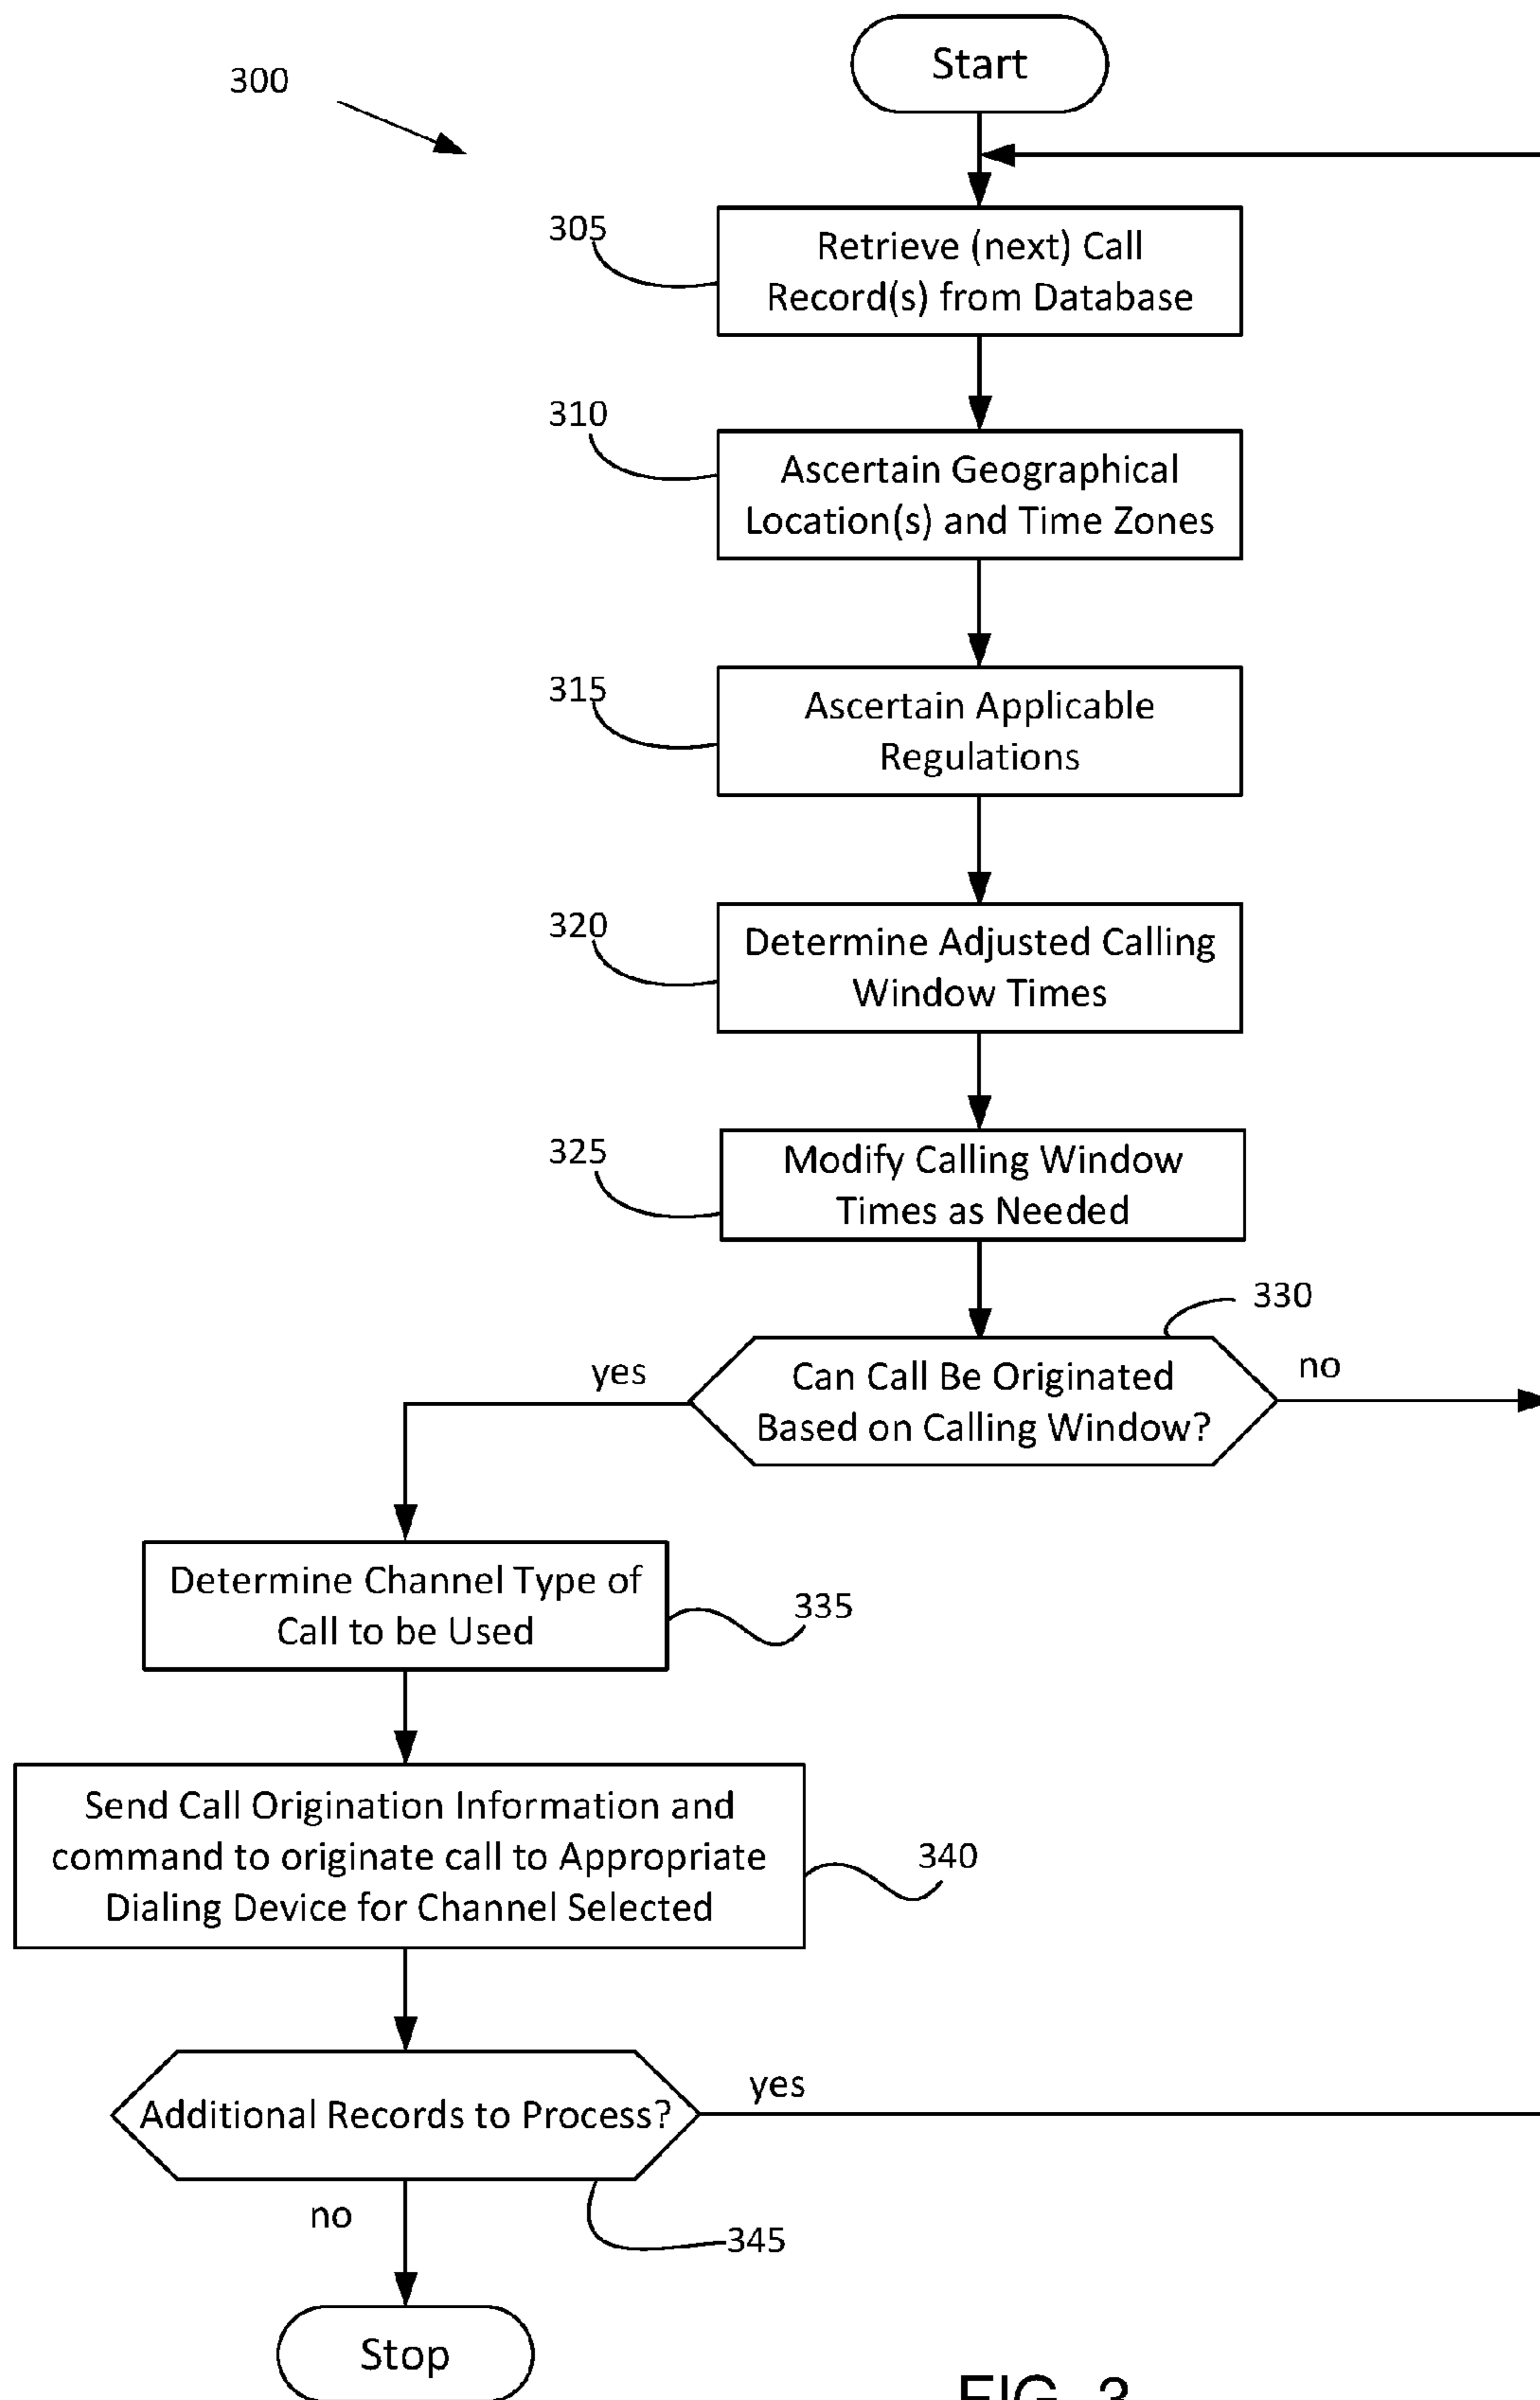 Start
300
305
Retrieve (next) Call
Record(s) from Database
310
Ascertain Geographical
Location(s) and Time Zones
315
Ascertain Applicable
Regulations
320
Determine Adjusted Calling
Window Times
325
Modify Calling Window
Times as Needed
330
yes
Can Call Be Originated
Based on Calling Window?
no
Determine Channel Type of
Call to be Used
335
Send Call Origination Information and
command to originate call to Appropriate
Dialing Device for Channel Selected
340
Additional Records to Process?
yes
no
345
Stop
FIG. 3